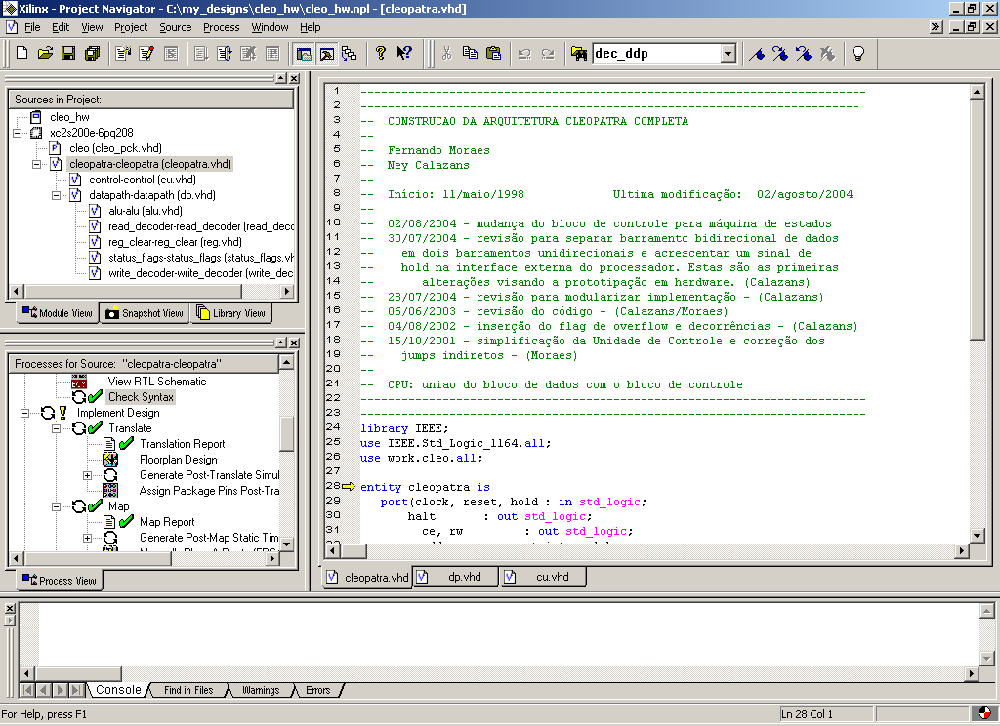 Xilinx - Project Navigator - C:\my_designs\cleo_hw\cleo_hw.npl - [cleopatra.vhd]
File Edit View Project Source Process Window Help
dec_ddp
Sources in Project:
cleo_hw
xc2s200e-6pq208
cleo (cleo_pck.vhd)
cleopatra-cleopatra (cleopatra.vhd)
control-control (cu.vhd)
datapath-datapath (dp.vhd)
alu-alu (alu.vhd)
read_decoder-read_decoder (read_deco
reg_clear-reg_clear (reg.vhd)
status_flags-status_flags (status_flags.vh
write_decoder-write_decoder (write_dec
Module View Snapshot View Library View
Processes for Source: "cleopatra-cleopatra"
View RTL Schematic
Check Syntax
Implement Design
Translate
Translation Report
Floorplan Design
Generate Post-Translate Simul
Assign Package Pins Post-Tra
Map
Map Report
Generate Post-Map Static Tim
Process View
1 --------------------------------------------------------------------------
2 -------------------------------------------------------------------------
3 -- CONSTRUCAO DA ARQUITETURA CLEOPATRA COMPLETA
4 --
5 -- Fernando Moraes
6 -- Ney Calazans
7 --
8 -- Início: 11/maio/1998 Ultima modificação: 02/agosto/2004
9 --
10 -- 02/08/2004 - mudança do bloco de controle para máquina de estados
11 -- 30/07/2004 - revisão para separar barramento bidirecional de dados
12 -- em dois barramentos unidirecionais e acrescentar um sinal de
13 -- hold na interface externa do processador. Estas são as primeiras
14 -- alterações visando a prototipação em hardware. (Calazans)
15 -- 28/07/2004 - revisão para modularizar implementação - (Calazans)
16 -- 06/06/2003 - revisão do código - (Calazans/Moraes)
17 -- 04/08/2002 - inserção do flag de overflow e decorrências - (Calazans)
18 -- 15/10/2001 - simplificação da Unidade de Controle e correção dos
19 -- jumps indiretos - (Moraes)
20 --
21 -- CPU: uniao do bloco de dados com o bloco de controle
22 --------------------------------------------------------------------------
23 --------------------------------------------------------------------------
24 library IEEE;
25 use IEEE.Std_Logic_1164.all;
26 use work.cleo.all;
27
28 entity cleopatra is
29 port(clock, reset, hold : in std_logic;
30 halt : out std_logic;
31 ce, rw : out std_logic;
cleopatra.vhd dp.vhd cu.vhd
Console Find in Files Warnings Errors
For Help, press F1
Ln 28 Col 1